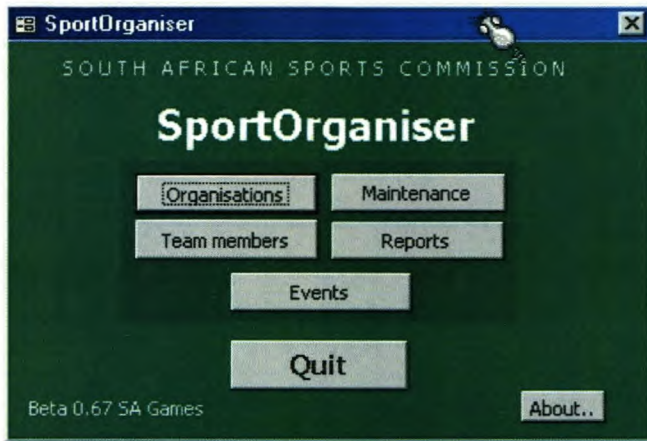 SportOrganiser
SOUTH AFRICAN SPORTS COMMISSION
SportOrganiser
Organisations Maintenance
Team members Reports
Events
Quit
Beta 0.67 SA Games About..